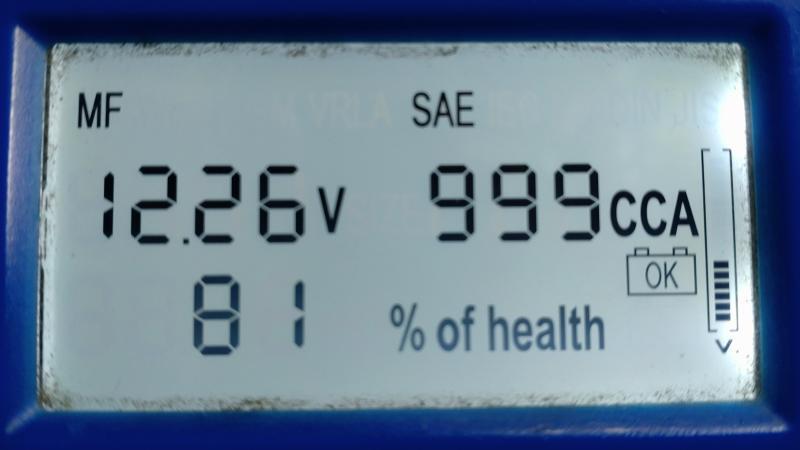 MF SAE
12.26 V 999 CCA
OK
81 % of health